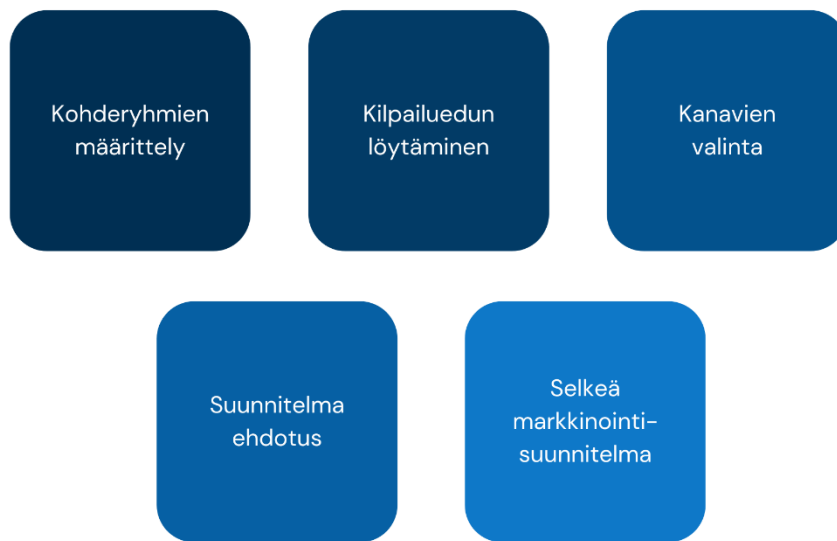 Kohderyhmien
määrittely
Kilpailuedun
löytäminen
Kanavien
valinta
Suunnitelma
ehdotus
Selkeä
markkinointi-
suunnitelma